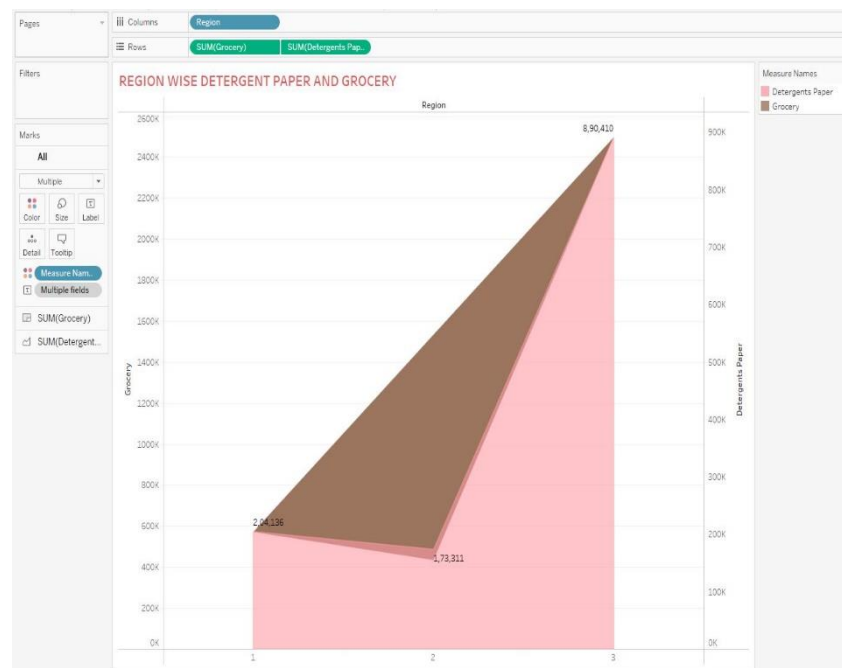 Pages
Columns
Region
Rows
SUM(Grocery)
SUM(Detergents Pap..
Filters
Marks
All
Multiple
Color Size Label
Detail Tooltip
Measure Nam..
Multiple fields
SUM(Grocery)
SUM(Detergent...
REGION WISE DETERGENT PAPER AND GROCERY
Region
Grocery
2600K
2400K
2200K
2000K
1800K
1600K
1400K
1200K
1000K
800K
600K
400K
200K
0K
8,90,410
2,04,136
1,73,311
1 2 3
900K
800K
700K
600K
500K
400K
300K
200K
100K
0K
Detergents Paper
Measure Names
Detergents Paper
Grocery